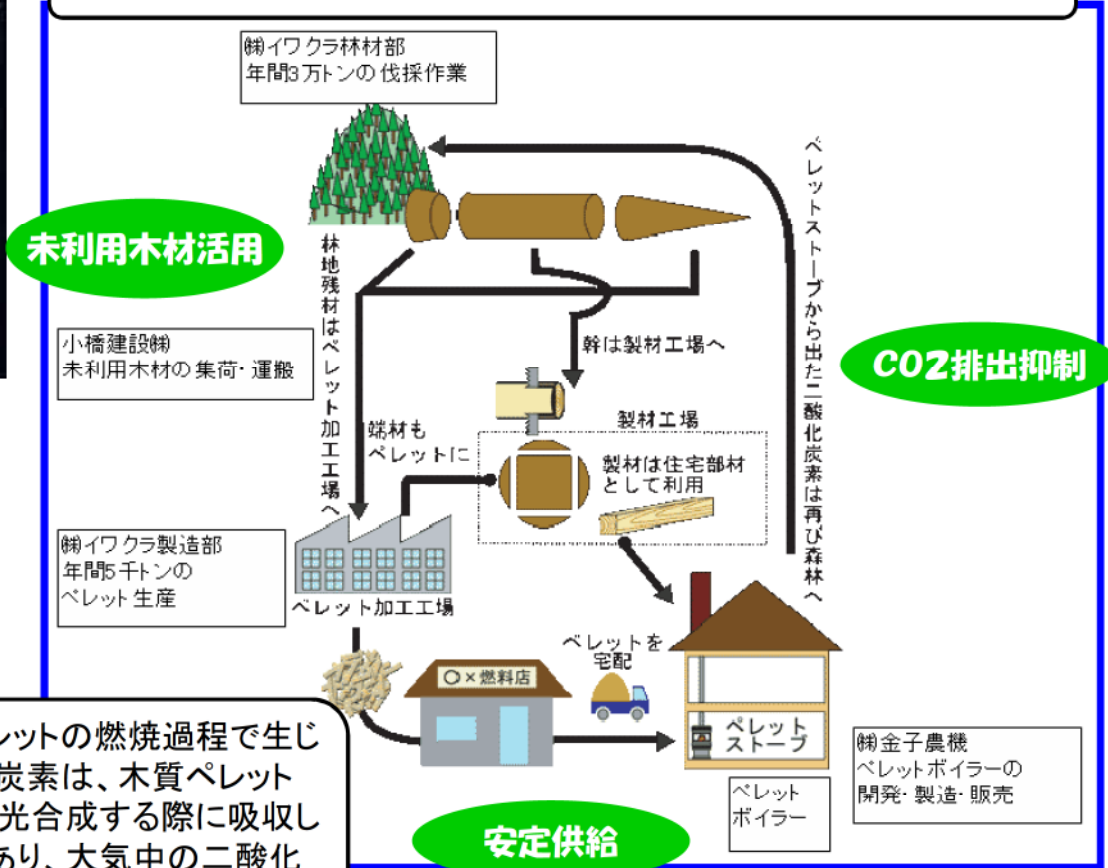 ㈱イワクラ林材部
年間3万トンの伐採作業
未利用木材活用
林地残材はペレット加工工場へ
ペレットストーブから出た二酸化炭素は再び森林へ
小橋建設㈱
未利用木材の集荷・運搬
幹は製材工場へ
CO2排出抑制
端材も
ペレットに
製材工場
製材は住宅部材
として利用
㈱イワクラ製造部
年間5千トンの
ペレット生産
ペレット加工工場
ペレットを
宅配
〇×燃料店
ペレット
ストーブ
ペレット
ボイラー
㈱金子農機
ペレットボイラーの
開発・製造・販売
安定供給
レットの燃焼過程で生じ
炭素は、木質ペレット
光合成する際に吸収し
あり、大気中の二酸化